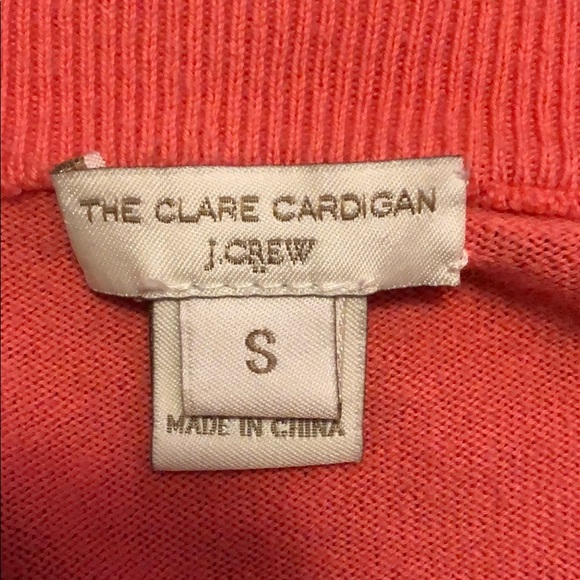 THE CLARE CARDIGAN
J.CREW
S
MADE IN CHINA